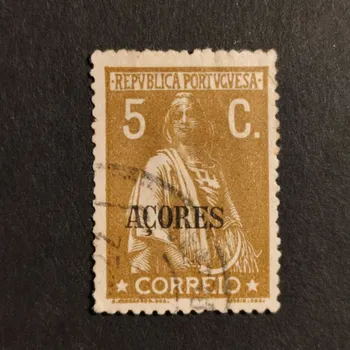 REPVBLICA PORTVGVESA
5 C.
AÇORES
CORREIO